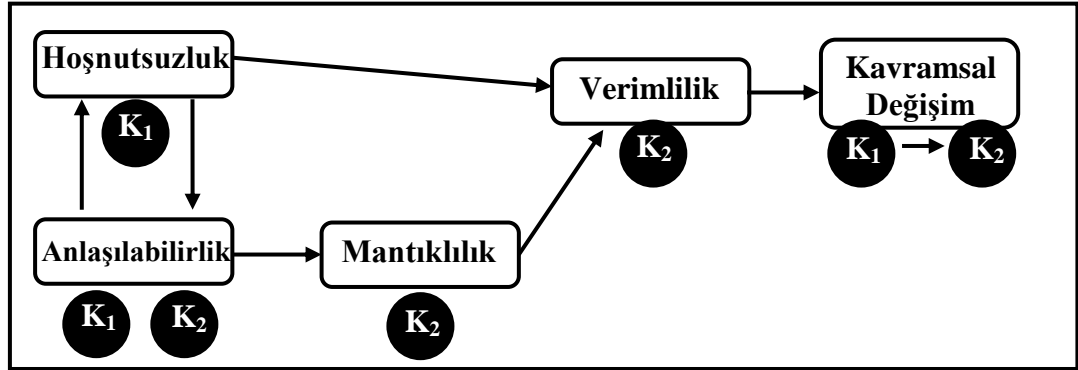 Hoşnutsuzluk
K₁
Verimlilik
K₂
Kavramsal
Değişim
K₁ K₂
Anlaşılabilirlik
K₁ K₂
Mantıklılık
K₂